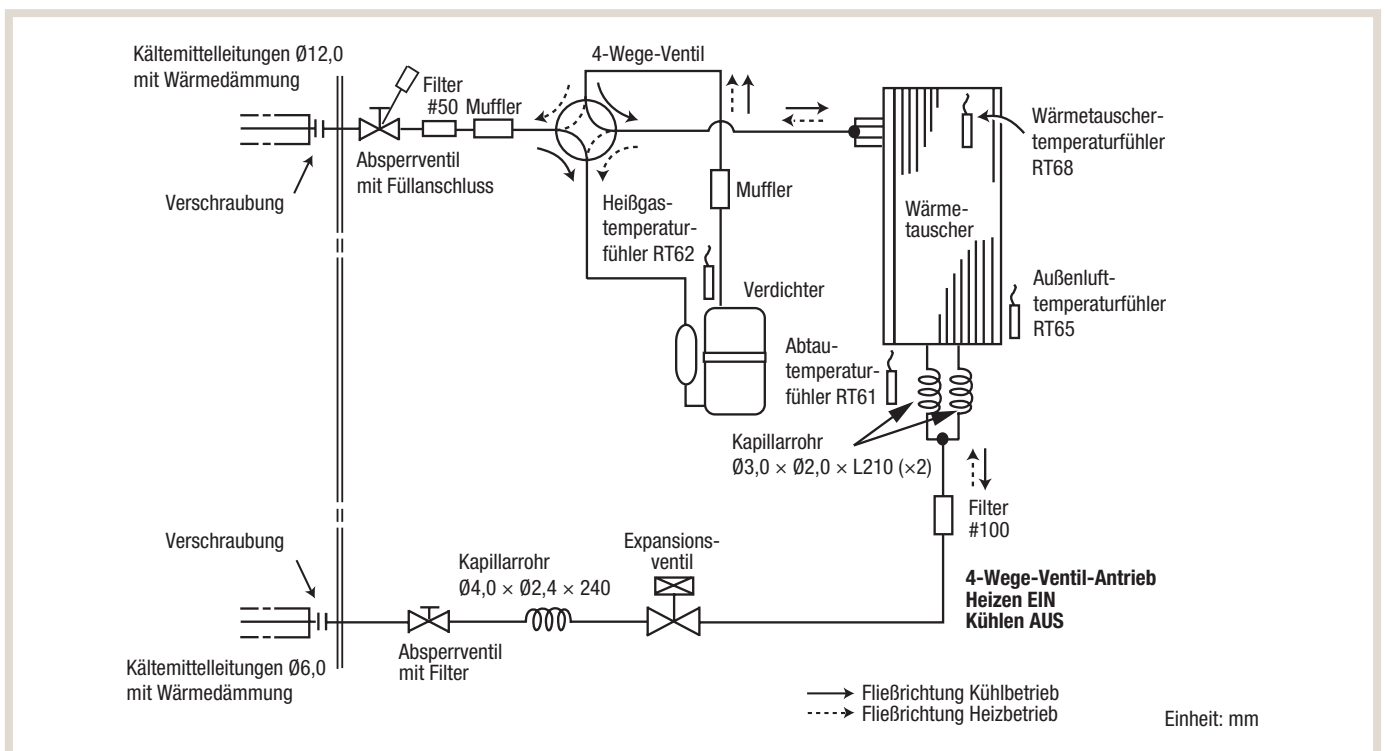 Kältemittelleitungen Ø12,0
mit Wärmedämmung
Filter
#50
Muffler
4-Wege-Ventil
Absperrventil
mit Füllanschluss
Verschraubung
Heißgas-
temperatur-
fühler RT62
Muffler
Verdichter
Wärme-
tauscher
Wärmetauscher-
temperaturfühler
RT68
Außenluft-
temperaturfühler
RT65
Abtau-
temperatur-
fühler RT61
Kapillarrohr
Ø3,0 × Ø2,0 × L210 (×2)
Filter
#100
Verschraubung
Kapillarrohr
Ø4,0 × Ø2,4 × 240
Expansions-
ventil
4-Wege-Ventil-Antrieb
Heizen EIN
Kühlen AUS
Absperrventil
mit Filter
Kältemittelleitungen Ø6,0
mit Wärmedämmung
Fließrichtung Kühlbetrieb
Fließrichtung Heizbetrieb
Einheit: mm